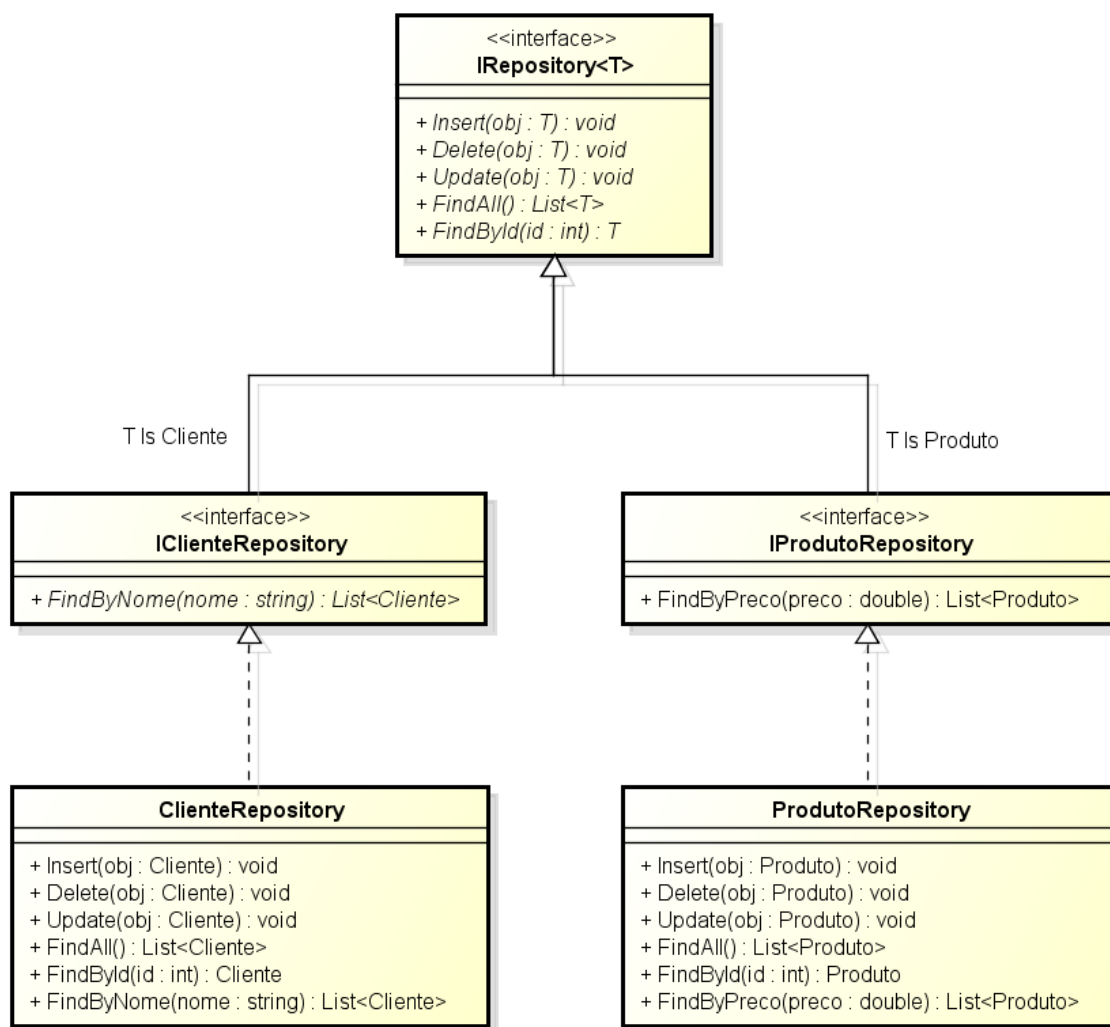 <<interface>>
IRepository<T>
+ Insert(obj : T) : void
+ Delete(obj : T) : void
+ Update(obj : T) : void
+ FindAll() : List<T>
+ FindById(id : int) : T
T Is Cliente
T Is Produto
<<interface>>
IClienteRepository
+ FindByNome(nome : string) : List<Cliente>
<<interface>>
IProdutoRepository
+ FindByPreco(preco : double) : List<Produto>
ClienteRepository
+ Insert(obj : Cliente) : void
+ Delete(obj : Cliente) : void
+ Update(obj : Cliente) : void
+ FindAll() : List<Cliente>
+ FindById(id : int) : Cliente
+ FindByNome(nome : string) : List<Cliente>
ProdutoRepository
+ Insert(obj : Produto) : void
+ Delete(obj : Produto) : void
+ Update(obj : Produto) : void
+ FindAll() : List<Produto>
+ FindById(id : int) : Produto
+ FindByPreco(preco : double) : List<Produto>